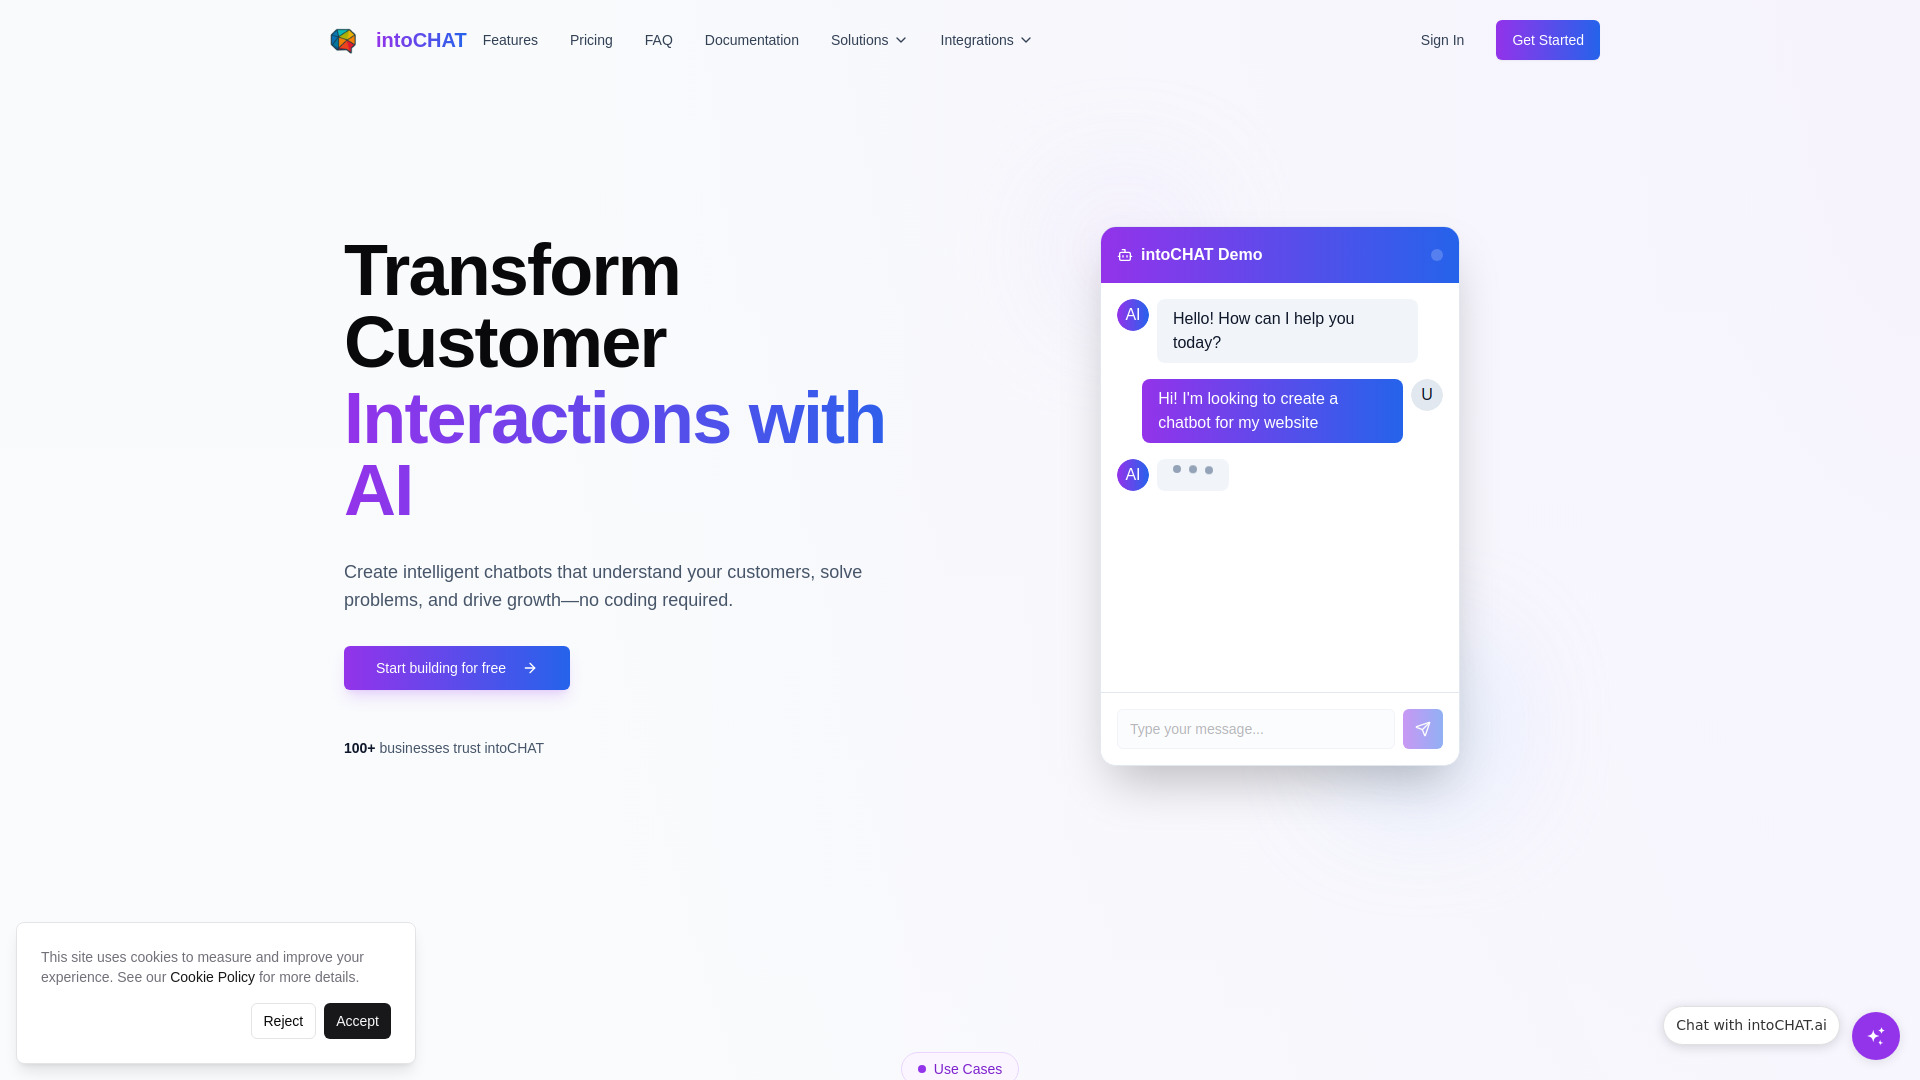 intoCHAT
Features
Pricing
FAQ
Documentation
Solutions
Integrations
Sign In
Get Started
Transform
Customer
Interactions with
AI
Create intelligent chatbots that understand your customers, solve
problems, and drive growth—no coding required.
Start building for free
100+ businesses trust intoCHAT
intoCHAT Demo
AI
Hello! How can I help you
today?
Hi! I'm looking to create a
chatbot for my website
U
AI
Type your message...
This site uses cookies to measure and improve your
experience. See our Cookie Policy for more details.
Reject
Accept
Chat with intoCHAT.ai
Use Cases